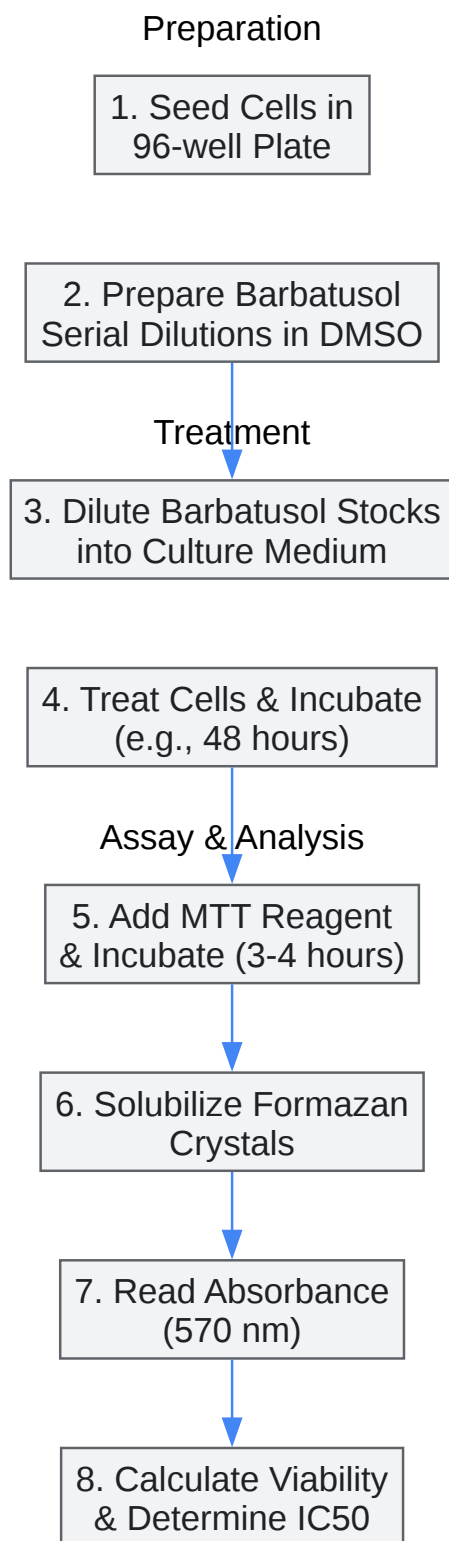 Preparation
1. Seed Cells in
96-well Plate
2. Prepare Barbatusol
Serial Dilutions in DMSO
Treatment
3. Dilute Barbatusol Stocks
into Culture Medium
4. Treat Cells & Incubate
(e.g., 48 hours)
Assay & Analysis
5. Add MTT Reagent
& Incubate (3-4 hours)
6. Solubilize Formazan
Crystals
7. Read Absorbance
(570 nm)
8. Calculate Viability
& Determine IC50